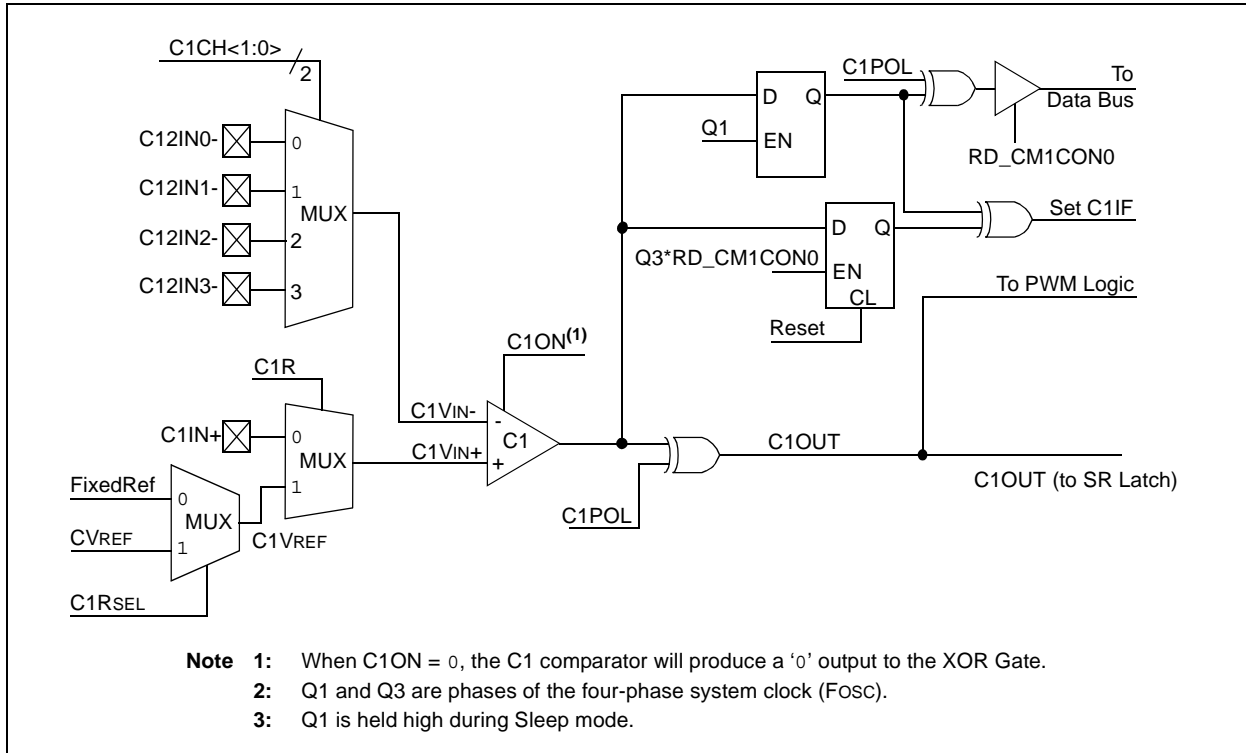 C1CH<1:0>
2
C12IN0-
0
C12IN1-
1
MUX
C12IN2-
2
C12IN3-
3
C1R
C1IN+
0
MUX
1
FixedRef
0
MUX
CVREF
1
C1VREF
C1RSEL
C1ON(1)
C1VIN-
-
C1
C1VIN+
+
D Q
Q1
EN
C1POL
To
Data Bus
RD_CM1CON0
D Q
Q3*RD_CM1CON0
EN
CL
Reset
Set C1IF
To PWM Logic
C1OUT
C1POL
C1OUT (to SR Latch)
Note 1: When C1ON = 0, the C1 comparator will produce a ‘0’ output to the XOR Gate.
2: Q1 and Q3 are phases of the four-phase system clock (FOSC).
3: Q1 is held high during Sleep mode.